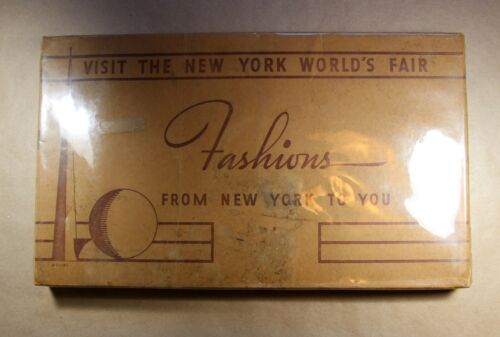 VISIT THE NEW YORK WORLD'S FAIR
Fashions
FROM NEW YORK TO YOU